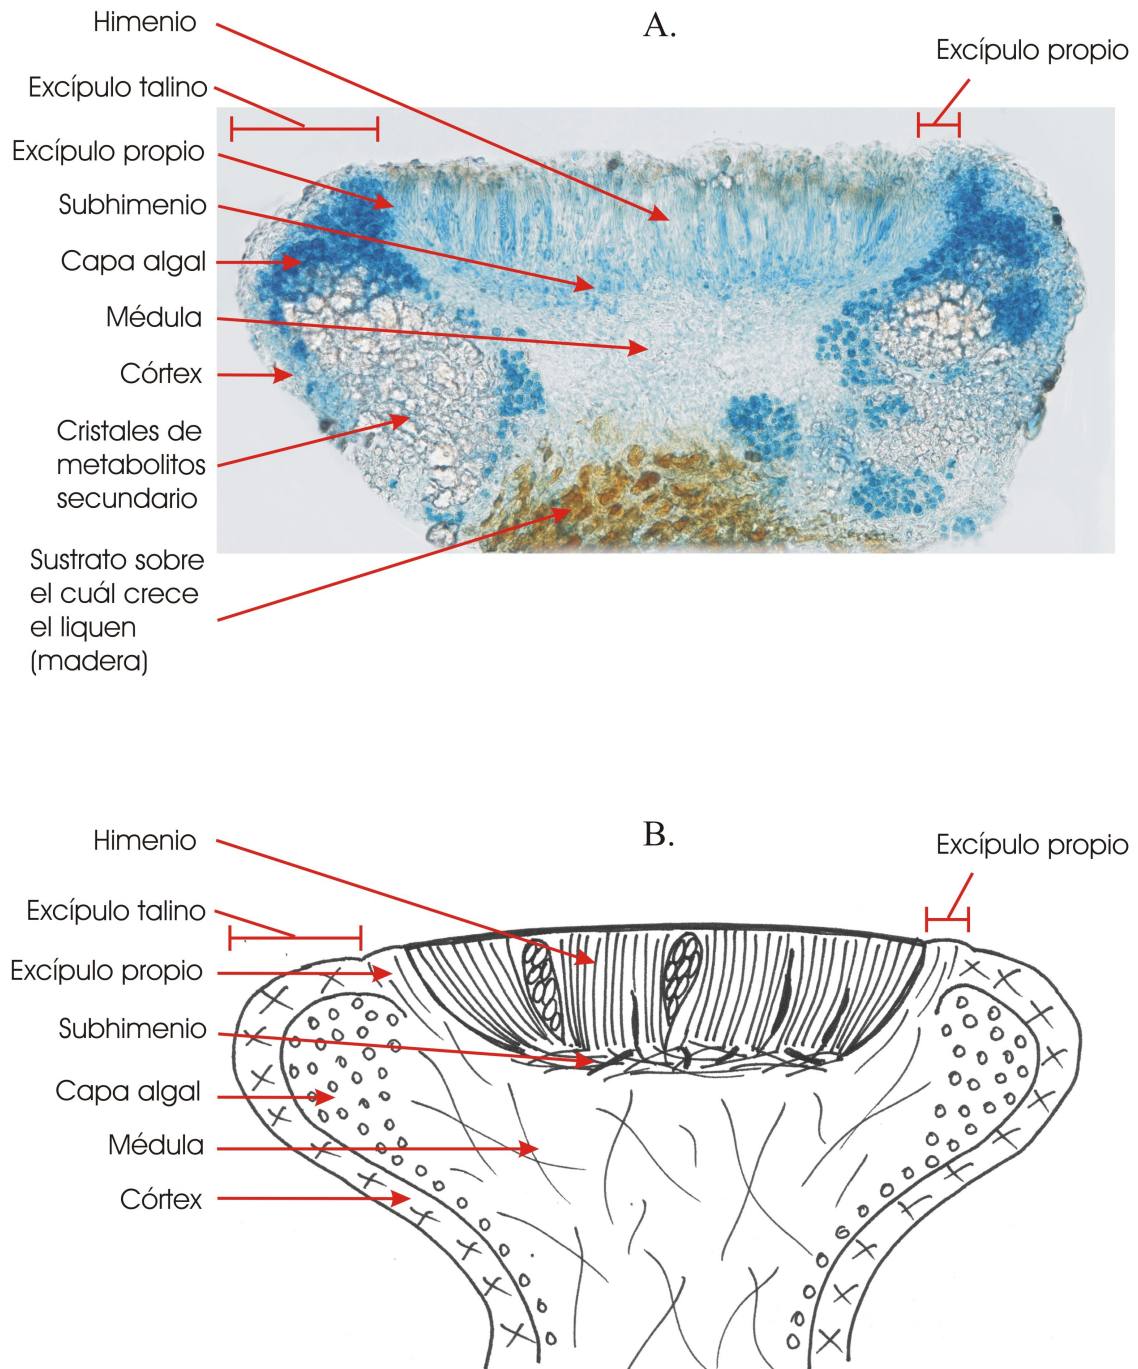 Himenio
A.
Excípulo propio
Excípulo talino
Excípulo propio
Subhimenio
Capa algal
Médula
Córtex
Cristales de
metabolitos
secundario
Sustrato sobre
el cuál crece
el liquen
(madera)
Himenio
B.
Excípulo propio
Excípulo talino
Excípulo propio
Subhimenio
Capa algal
Médula
Córtex